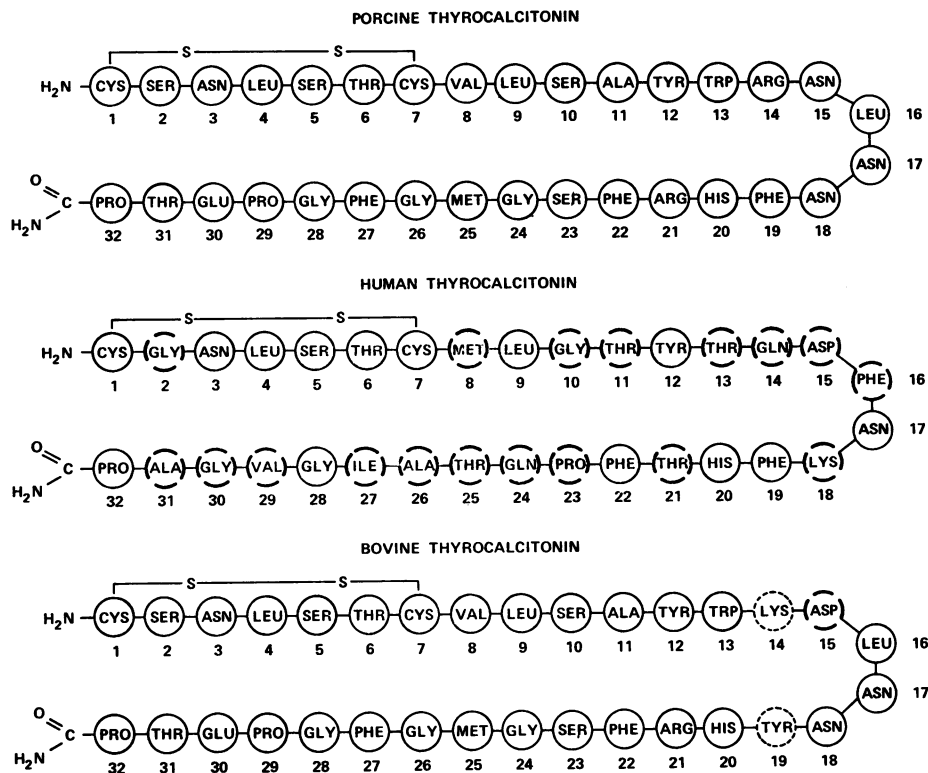 PORCINE THYROCALCITONIN
S S
H₂N CYS SER ASN LEU SER THR CYS VAL LEU SER ALA TYR TRP ARG ASN
1 2 3 4 5 6 7 8 9 10 11 12 13 14 15
LEU 16
ASN 17
O
C PRO THR GLU PRO GLY PHE GLY MET GLY SER PHE ARG HIS PHE ASN
H₂N
32 31 30 29 28 27 26 25 24 23 22 21 20 19 18
HUMAN THYROCALCITONIN
S S
H₂N CYS GLY ASN LEU SER THR CYS MET LEU GLY THR TYR THR GLN ASP
1 2 3 4 5 6 7 8 9 10 11 12 13 14 15
PHE 16
ASN 17
O
C PRO ALA GLY VAL GLY ILE ALA THR GLN PRO PHE THR HIS PHE LYS
H₂N
32 31 30 29 28 27 26 25 24 23 22 21 20 19 18
BOVINE THYROCALCITONIN
S S
H₂N CYS SER ASN LEU SER THR CYS VAL LEU SER ALA TYR TRP LYS ASP
1 2 3 4 5 6 7 8 9 10 11 12 13 14 15
LEU 16
ASN 17
O
C PRO THR GLU PRO GLY PHE GLY MET GLY SER PHE ARG HIS TYR ASN
H₂N
32 31 30 29 28 27 26 25 24 23 22 21 20 19 18